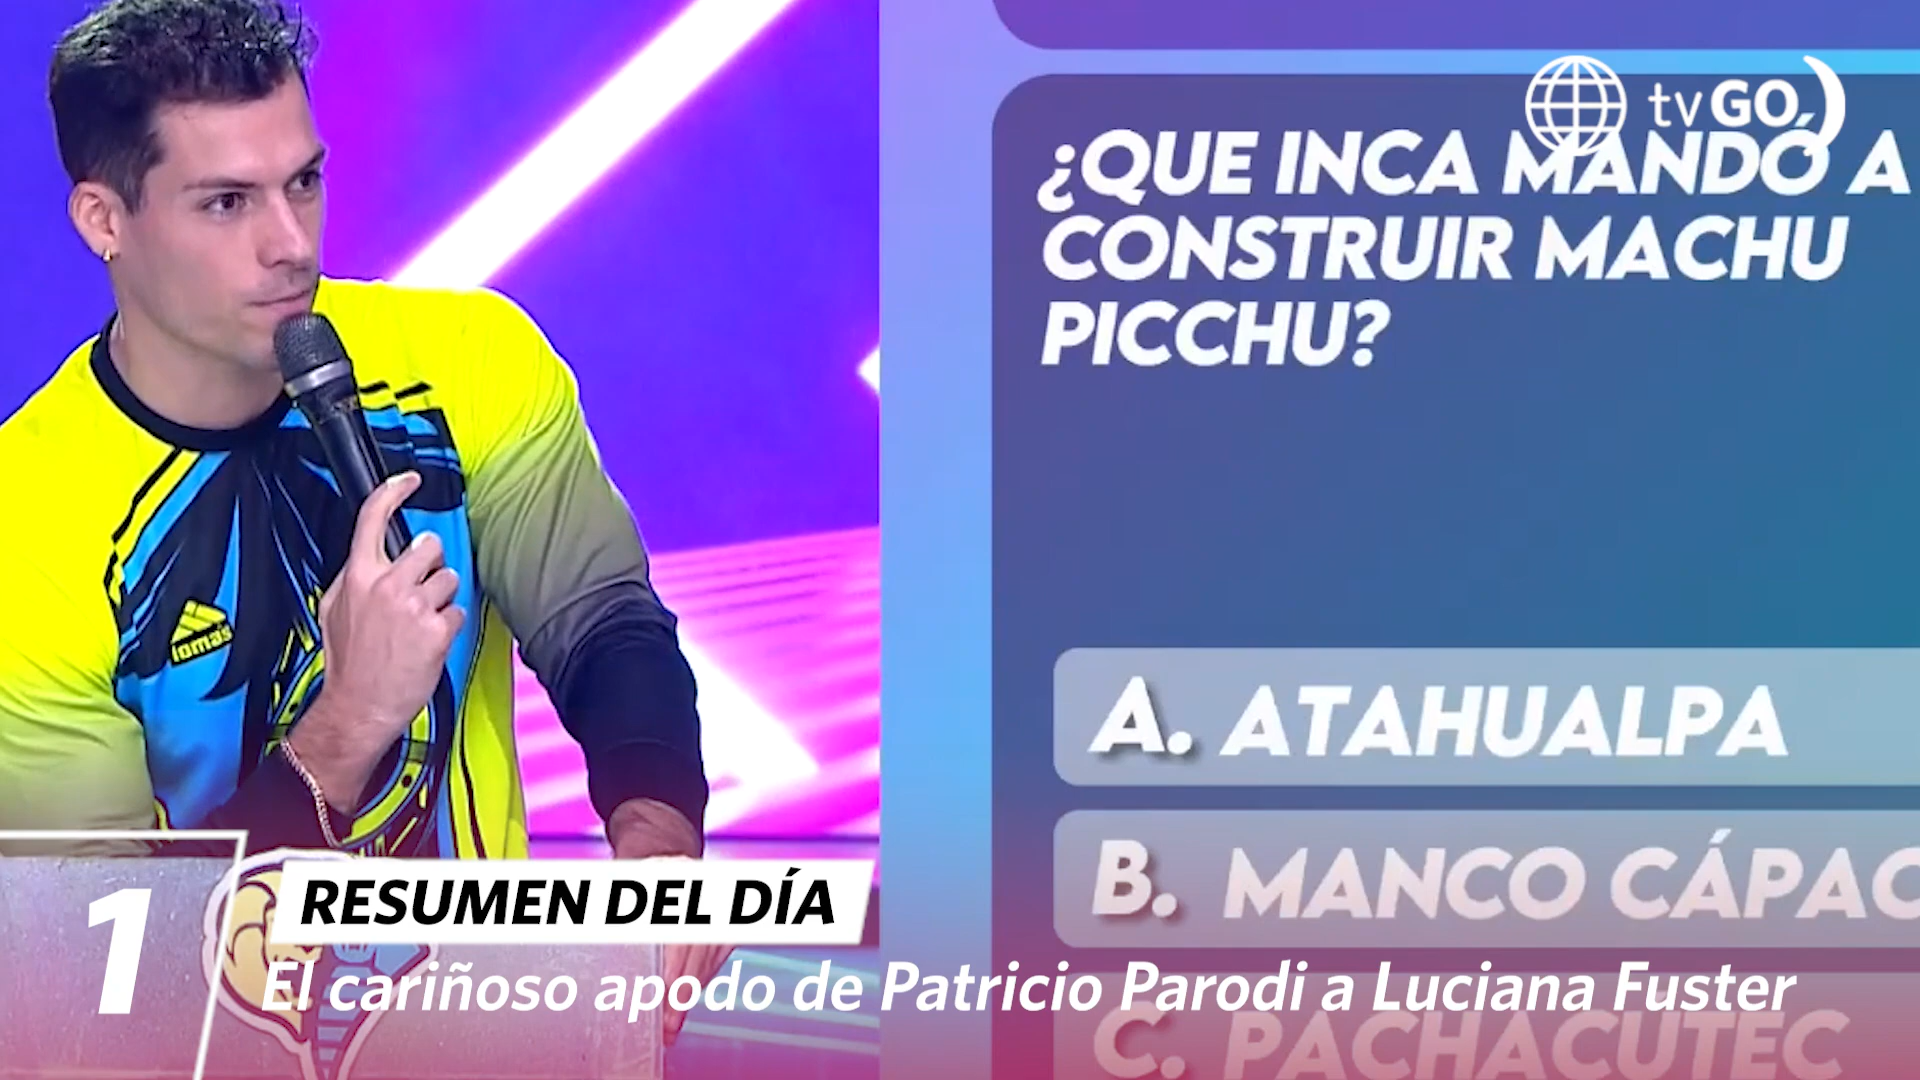 tvGO
¿QUE INCA MANDÓ A
CONSTRUIR MACHU
PICCHU?
A. ATAHUALPA
B. MANCO CÁPAC
C. PACHACUTEC
lomas
1
RESUMEN DEL DÍA
El cariñoso apodo de Patricio Parodi a Luciana Fuster